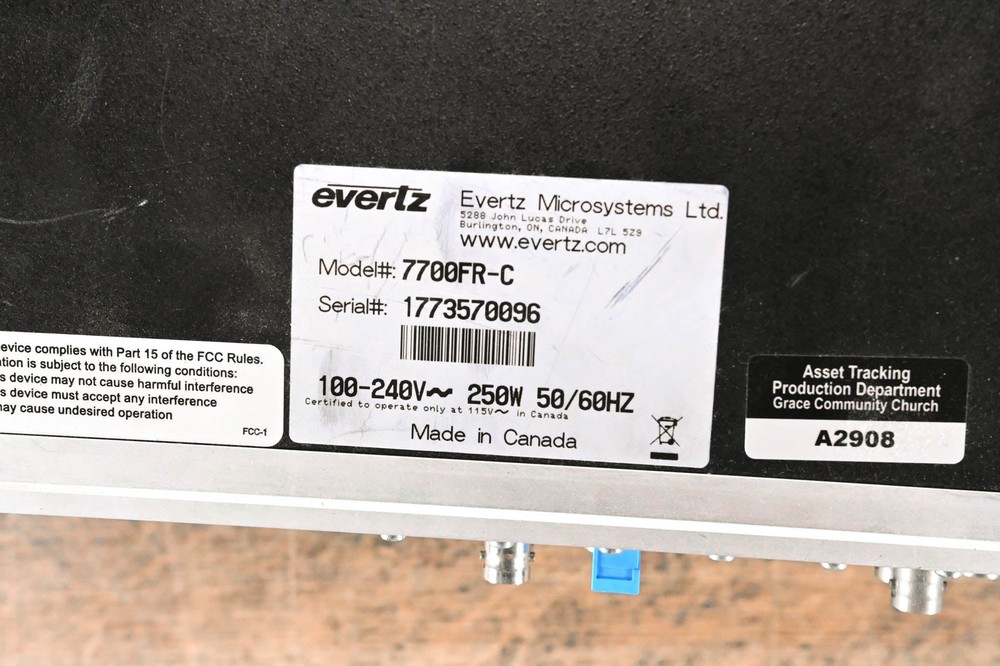 evertz
Evertz Microsystems Ltd.
5288 John Lucas Drive
Burlington, ON, CANADA L7L 5Z9
www.evertz.com
Model#: 7700FR-C
Serial#: 1773570096
100-240V~ 250W 50/60HZ
Certified to operate only at 115V~ in Canada
Made in Canada
evice complies with Part 15 of the FCC Rules.
tion is subject to the following conditions:
s device may not cause harmful interference
s device must accept any interference
may cause undesired operation
FCC-1
Asset Tracking
Production Department
Grace Community Church
A2908